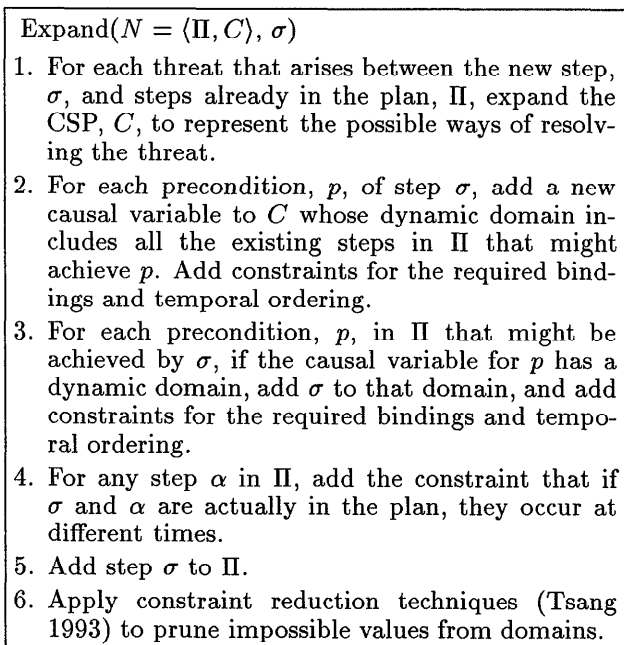 Expand(N = ⟨Π, C⟩, σ)
1. For each threat that arises between the new step,
σ, and steps already in the plan, Π, expand the
CSP, C, to represent the possible ways of resolv-
ing the threat.
2. For each precondition, p, of step σ, add a new
causal variable to C whose dynamic domain in-
cludes all the existing steps in Π that might
achieve p. Add constraints for the required bind-
ings and temporal ordering.
3. For each precondition, p, in Π that might be
achieved by σ, if the causal variable for p has a
dynamic domain, add σ to that domain, and add
constraints for the required bindings and tempo-
ral ordering.
4. For any step α in Π, add the constraint that if
σ and α are actually in the plan, they occur at
different times.
5. Add step σ to Π.
6. Apply constraint reduction techniques (Tsang
1993) to prune impossible values from domains.